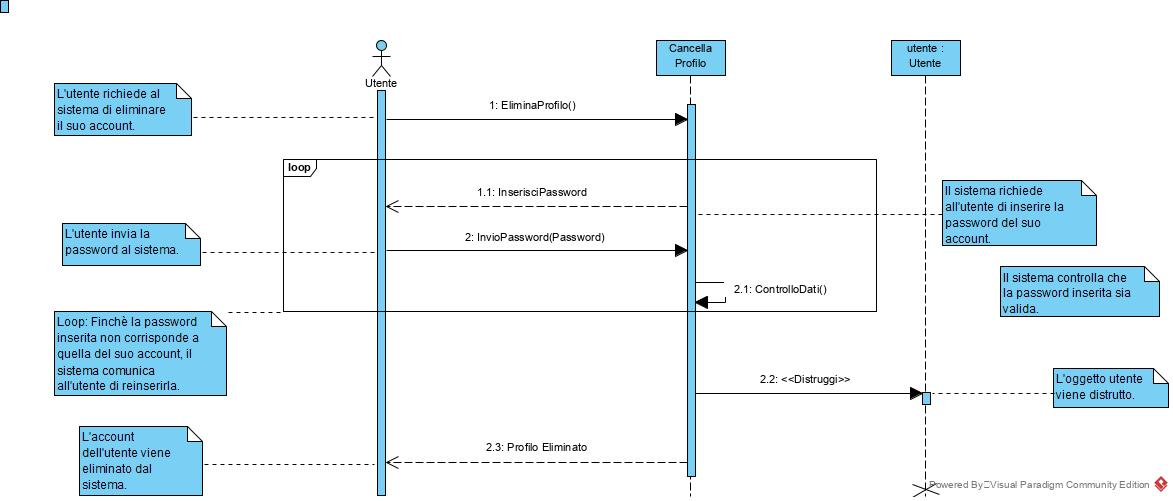 Cancella
Profilo
utente :
Utente
Utente
L'utente richiede al
sistema di eliminare
il suo account.
1: EliminaProfilo()
loop
1.1: InserisciPassword
Il sistema richiede
all'utente di inserire la
password del suo
account.
L'utente invia la
password al sistema.
2: InvioPassword(Password)
2.1: ControlloDati()
Il sistema controlla che
la password inserita sia
valida.
Loop: Finchè la password
inserita non corrisponde a
quella del suo account, il
sistema comunica
all'utente di reinserirla.
2.2: <<Distruggi>>
L'oggetto utente
viene distrutto.
L'account
dell'utente viene
eliminato dal
sistema.
2.3: Profilo Eliminato
Powered By Visual Paradigm Community Edition